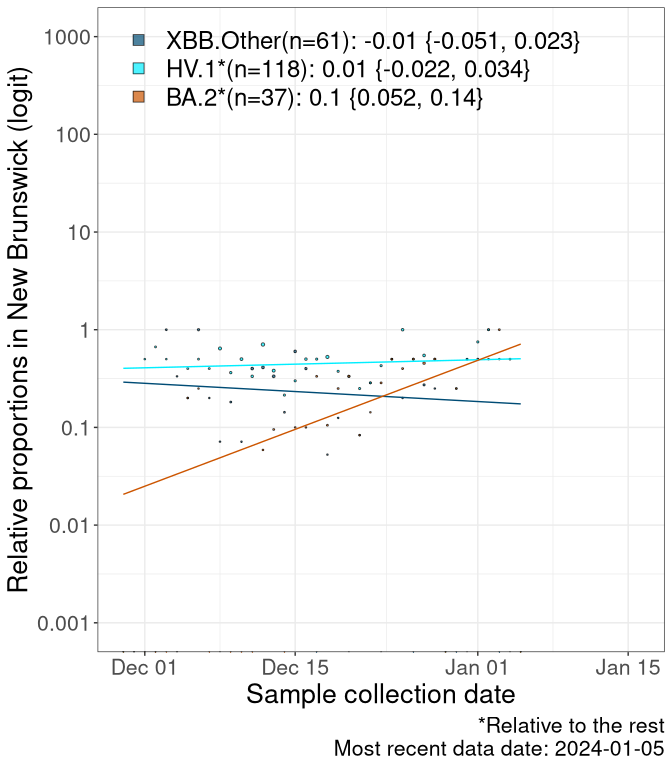 XBB.Other(n=61): -0.01 {-0.051, 0.023}
HV.1*(n=118): 0.01 {-0.022, 0.034}
BA.2*(n=37): 0.1 {0.052, 0.14}
Relative proportions in New Brunswick (logit)
1000
100
10
1
0.1
0.01
0.001
Dec 01
Dec 15
Jan 01
Jan 15
Sample collection date
*Relative to the rest
Most recent data date: 2024-01-05